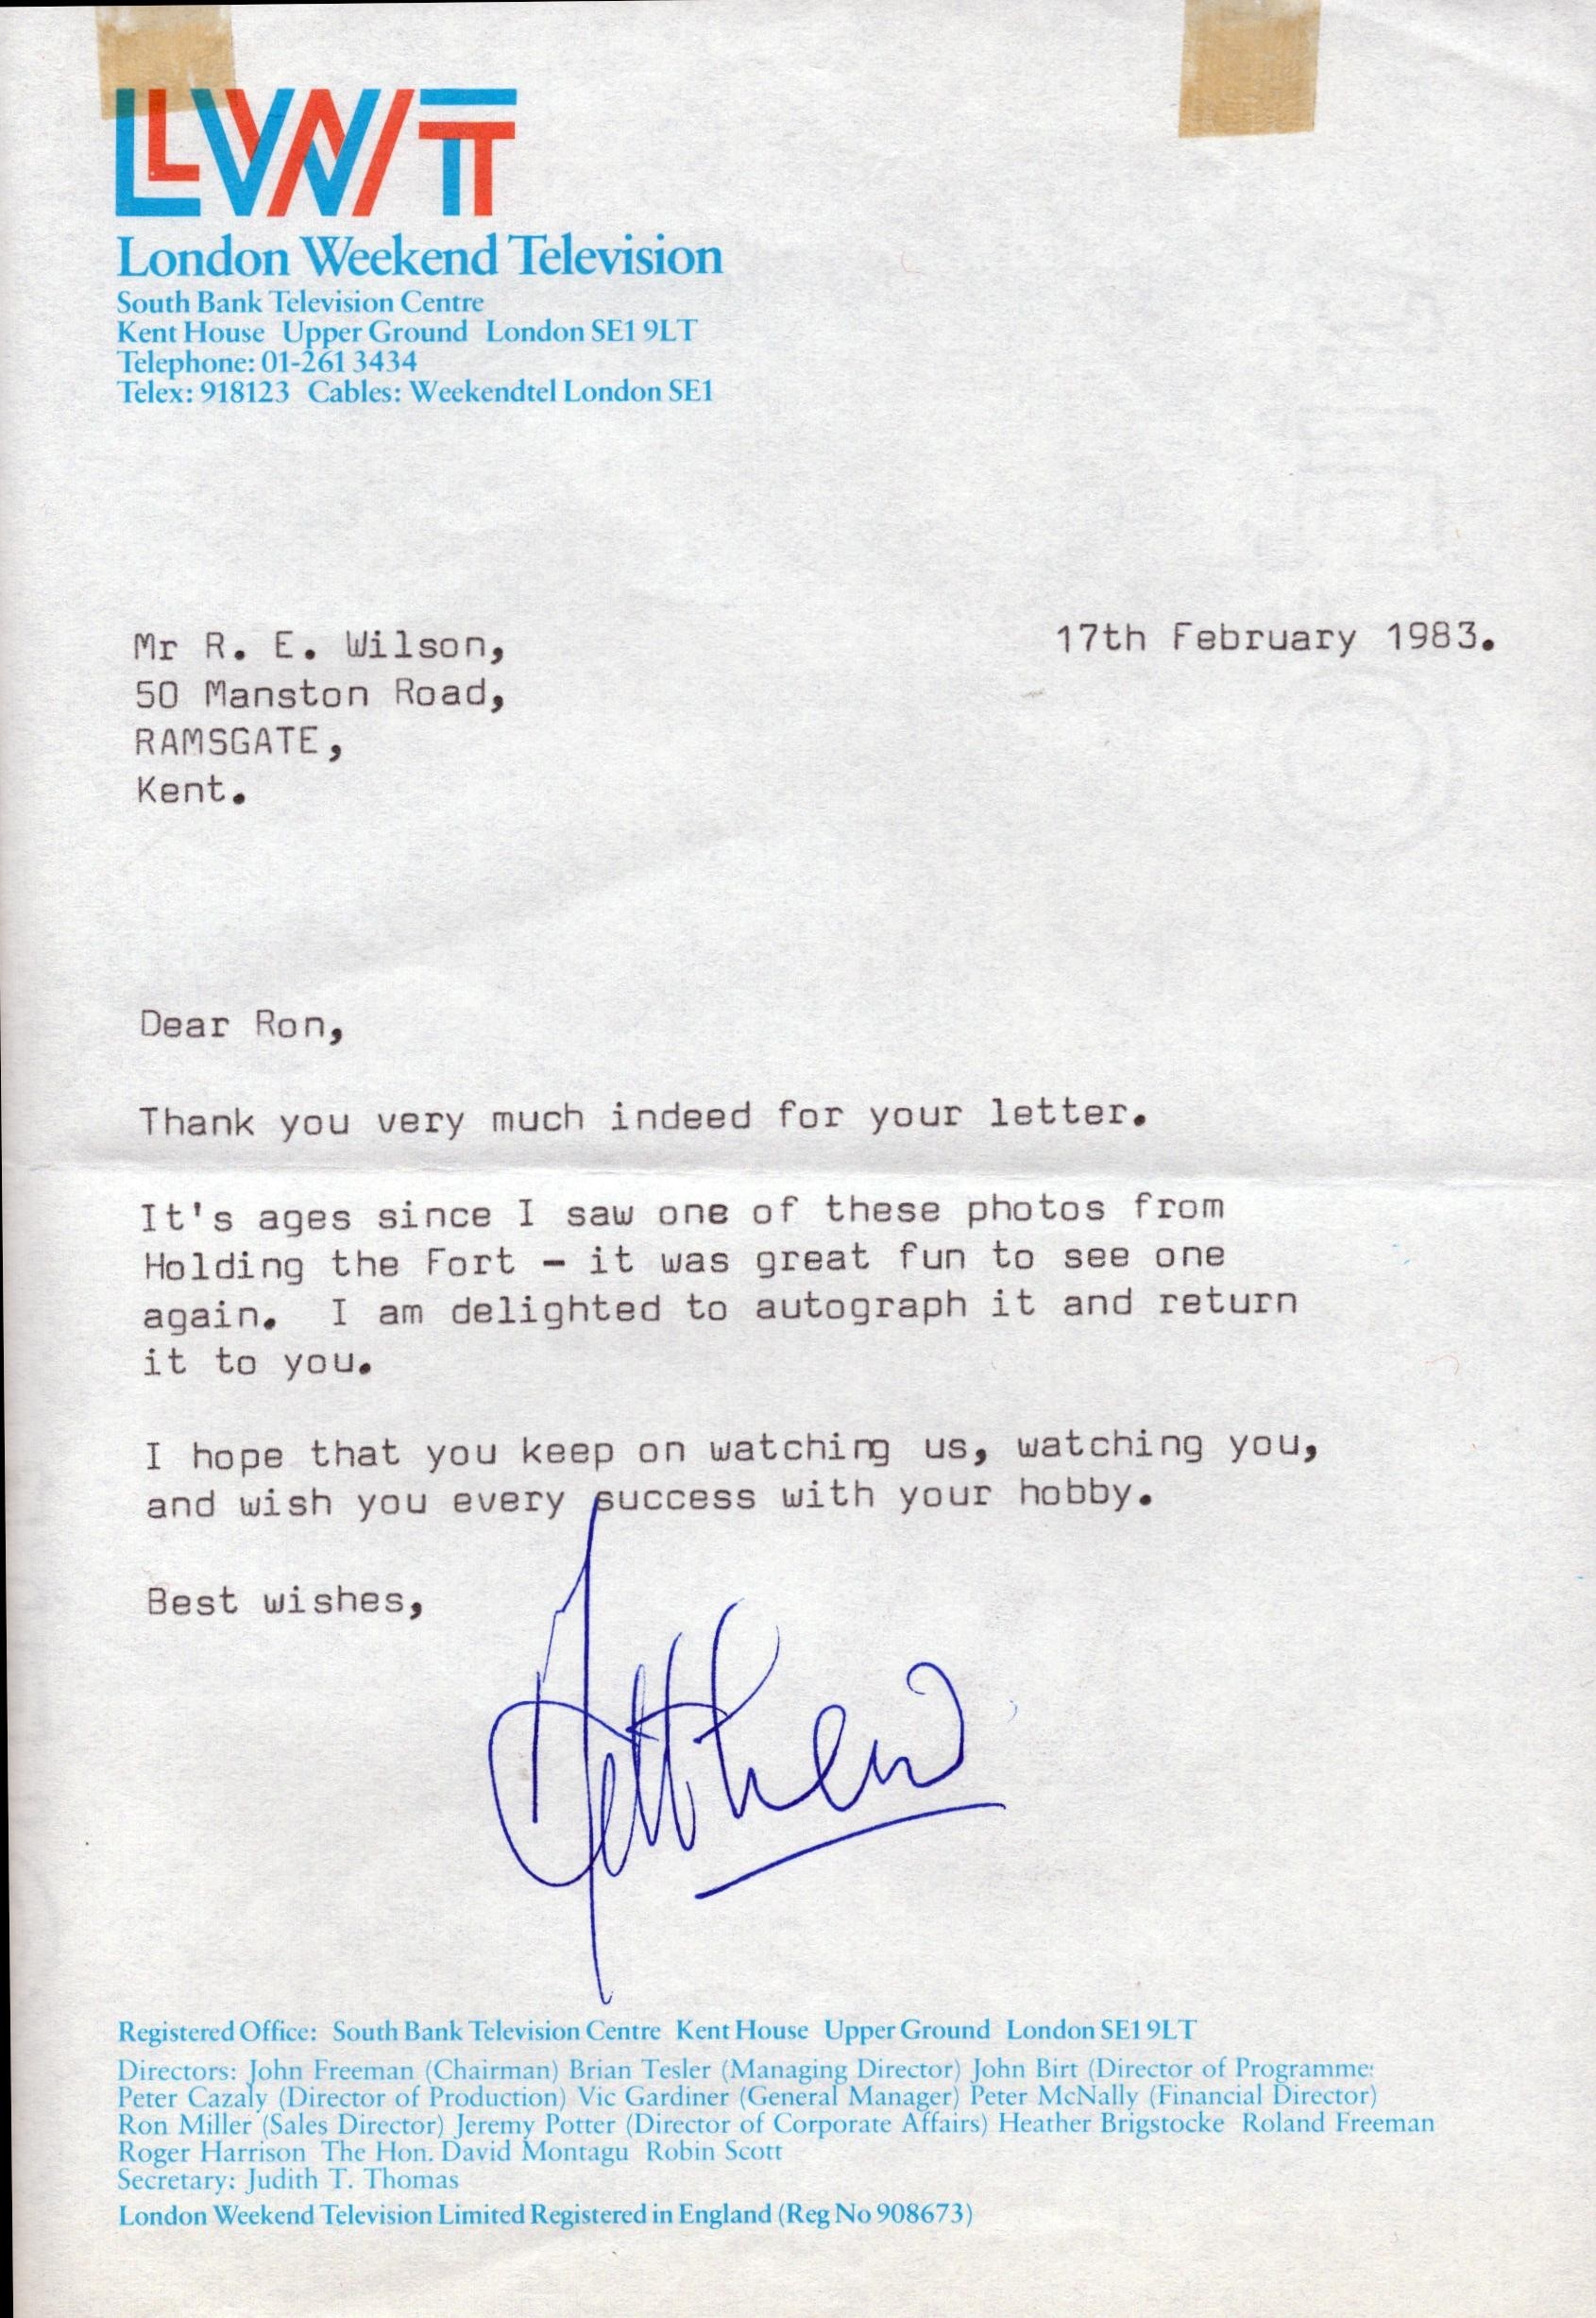 LWT
London Weekend Television
South Bank Television Centre
Kent House Upper Ground London SE1 9LT
Telephone: 01-261 3434
Telex: 918123 Cables: Weekendtel London SE1
Mr R. E. Wilson,
50 Manston Road,
RAMSGATE,
Kent.
17th February 1983.
Dear Ron,
Thank you very much indeed for your letter.
It's ages since I saw one of these photos from
Holding the Fort - it was great fun to see one
again. I am delighted to autograph it and return
it to you.
I hope that you keep on watching us, watching you,
and wish you every success with your hobby.
Best wishes,
Registered Office: South Bank Television Centre Kent House Upper Ground London SE1 9LT
Directors: John Freeman (Chairman) Brian Tesler (Managing Director) John Birt (Director of Programme:
Peter Cazaly (Director of Production) Vic Gardiner (General Manager) Peter McNally (Financial Director)
Ron Miller (Sales Director) Jeremy Potter (Director of Corporate Affairs) Heather Brigstocke Roland Freeman
Roger Harrison The Hon. David Montagu Robin Scott
Secretary: Judith T. Thomas
London Weekend Television Limited Registered in England (Reg No 908673)